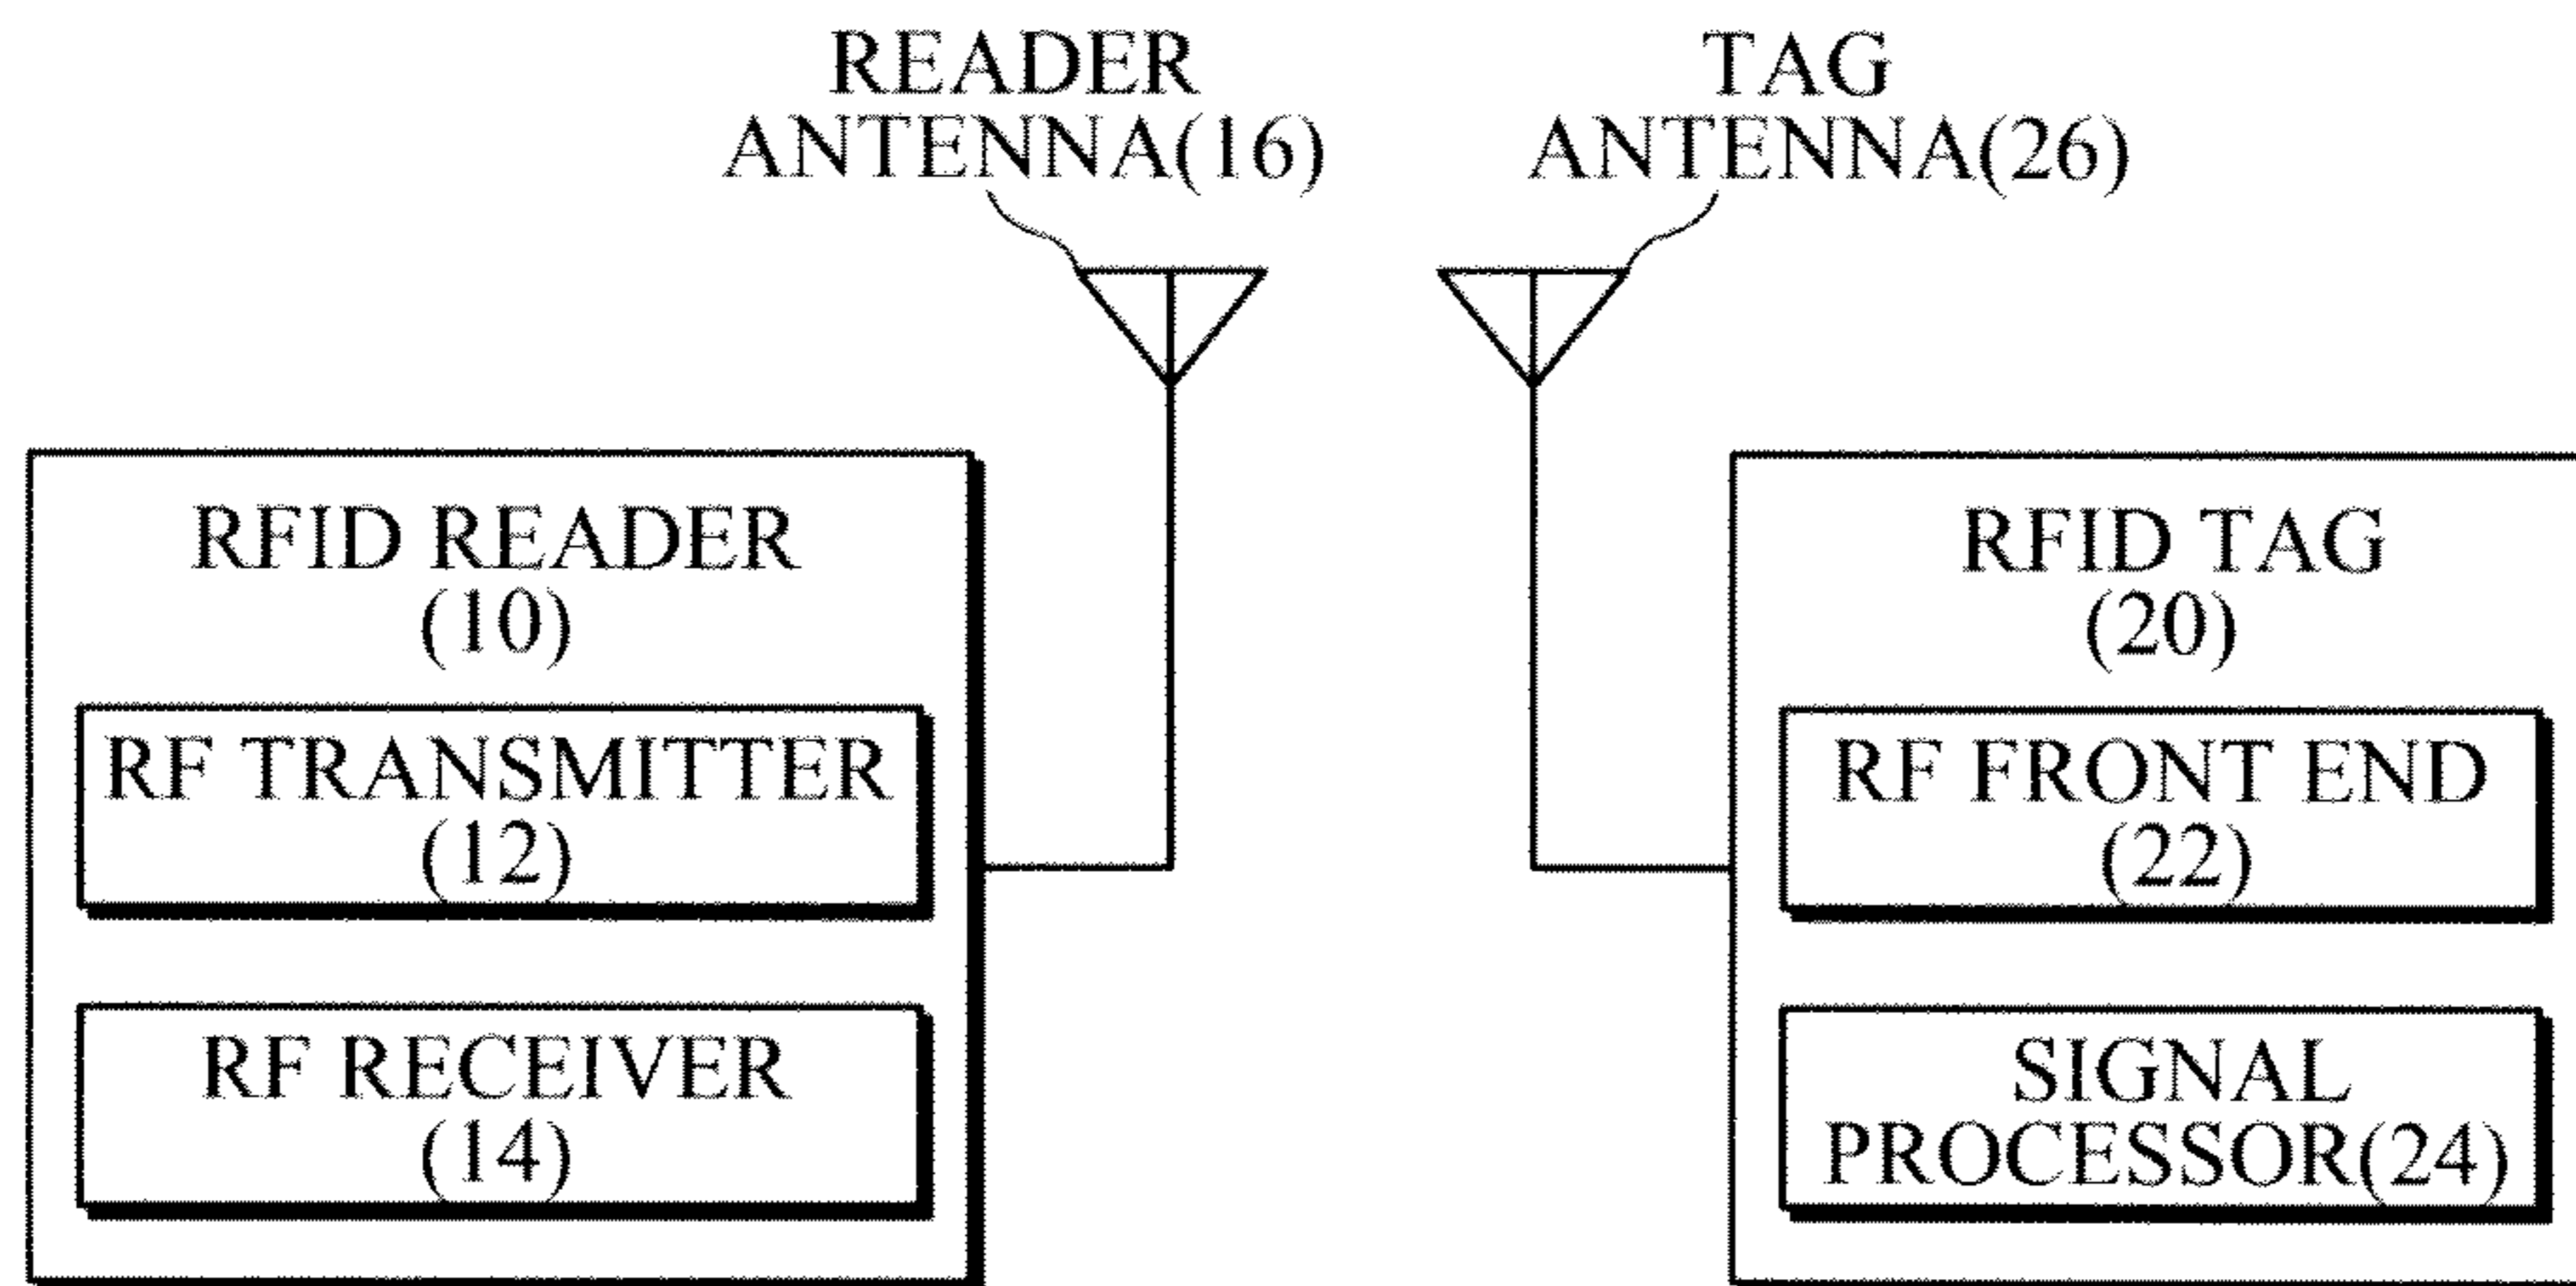 READER
ANTENNA(16)
TAG
ANTENNA(26)
RFID READER
(10)
RF TRANSMITTER
(12)
RF RECEIVER
(14)
RFID TAG
(20)
RF FRONT END
(22)
SIGNAL
PROCESSOR(24)